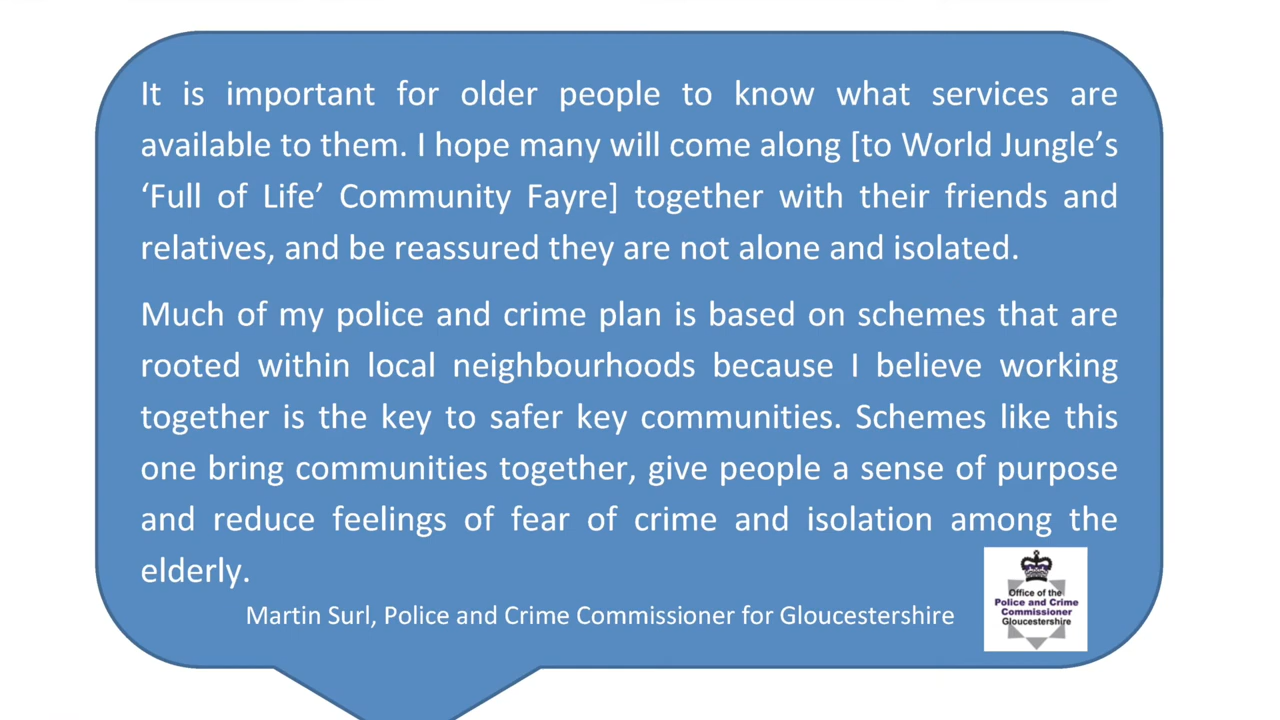 It is important for older people to know what services are
available to them. I hope many will come along [to World Jungle’s
‘Full of Life’ Community Fayre] together with their friends and
relatives, and be reassured they are not alone and isolated.
Much of my police and crime plan is based on schemes that are
rooted within local neighbourhoods because I believe working
together is the key to safer key communities. Schemes like this
one bring communities together, give people a sense of purpose
and reduce feelings of fear of crime and isolation among the
elderly.
Martin Surl, Police and Crime Commissioner for Gloucestershire
Office of the
Police and Crime
Commissioner
Gloucestershire